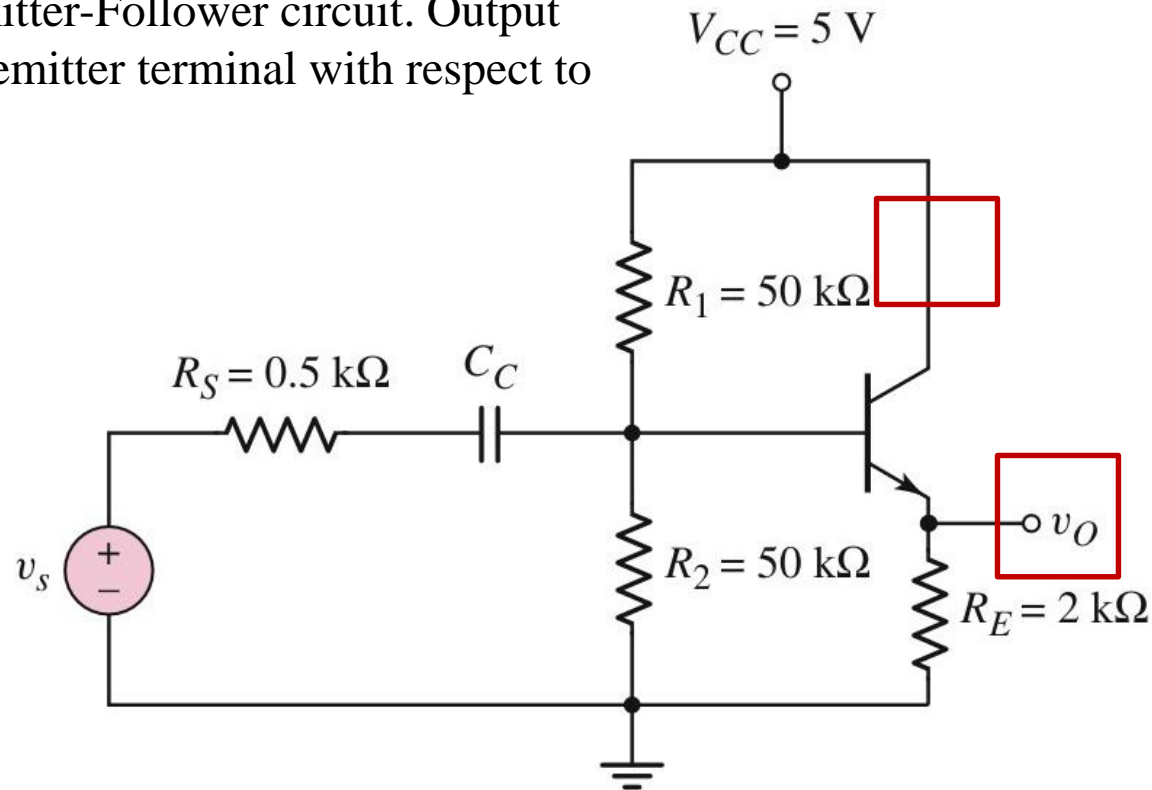 itter-Follower circuit. Output
emitter terminal with respect to
V_CC = 5 V
R_1 = 50 kΩ
R_S = 0.5 kΩ
C_C
v_s
+
−
R_2 = 50 kΩ
v_O
R_E = 2 kΩ